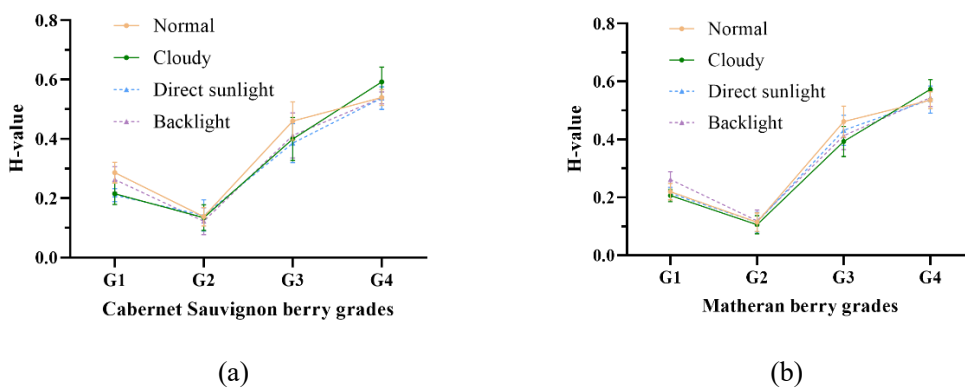 0.8
0.6
0.4
0.2
0.0
H-value
Normal
Cloudy
Direct sunlight
Backlight
G1 G2 G3 G4
Cabernet Sauvignon berry grades
(a)
0.8
0.6
0.4
0.2
0.0
H-value
Normal
Cloudy
Direct sunlight
Backlight
G1 G2 G3 G4
Matheran berry grades
(b)